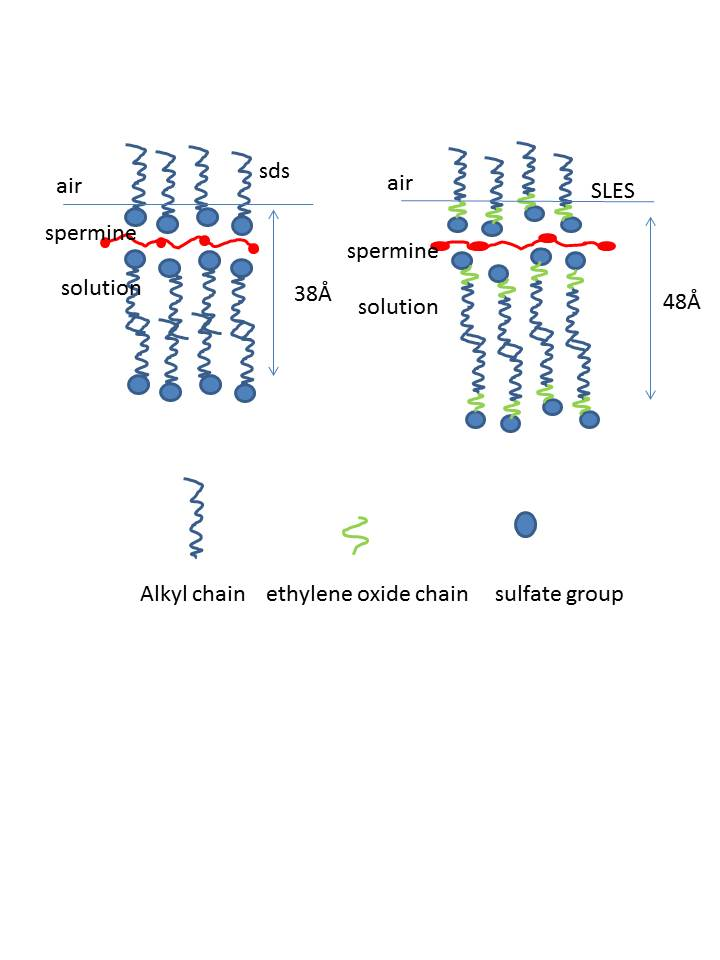 sds
air
spermine
solution
38Å
air
SLES
spermine
solution
48Å
Alkyl chain
ethylene oxide chain
sulfate group